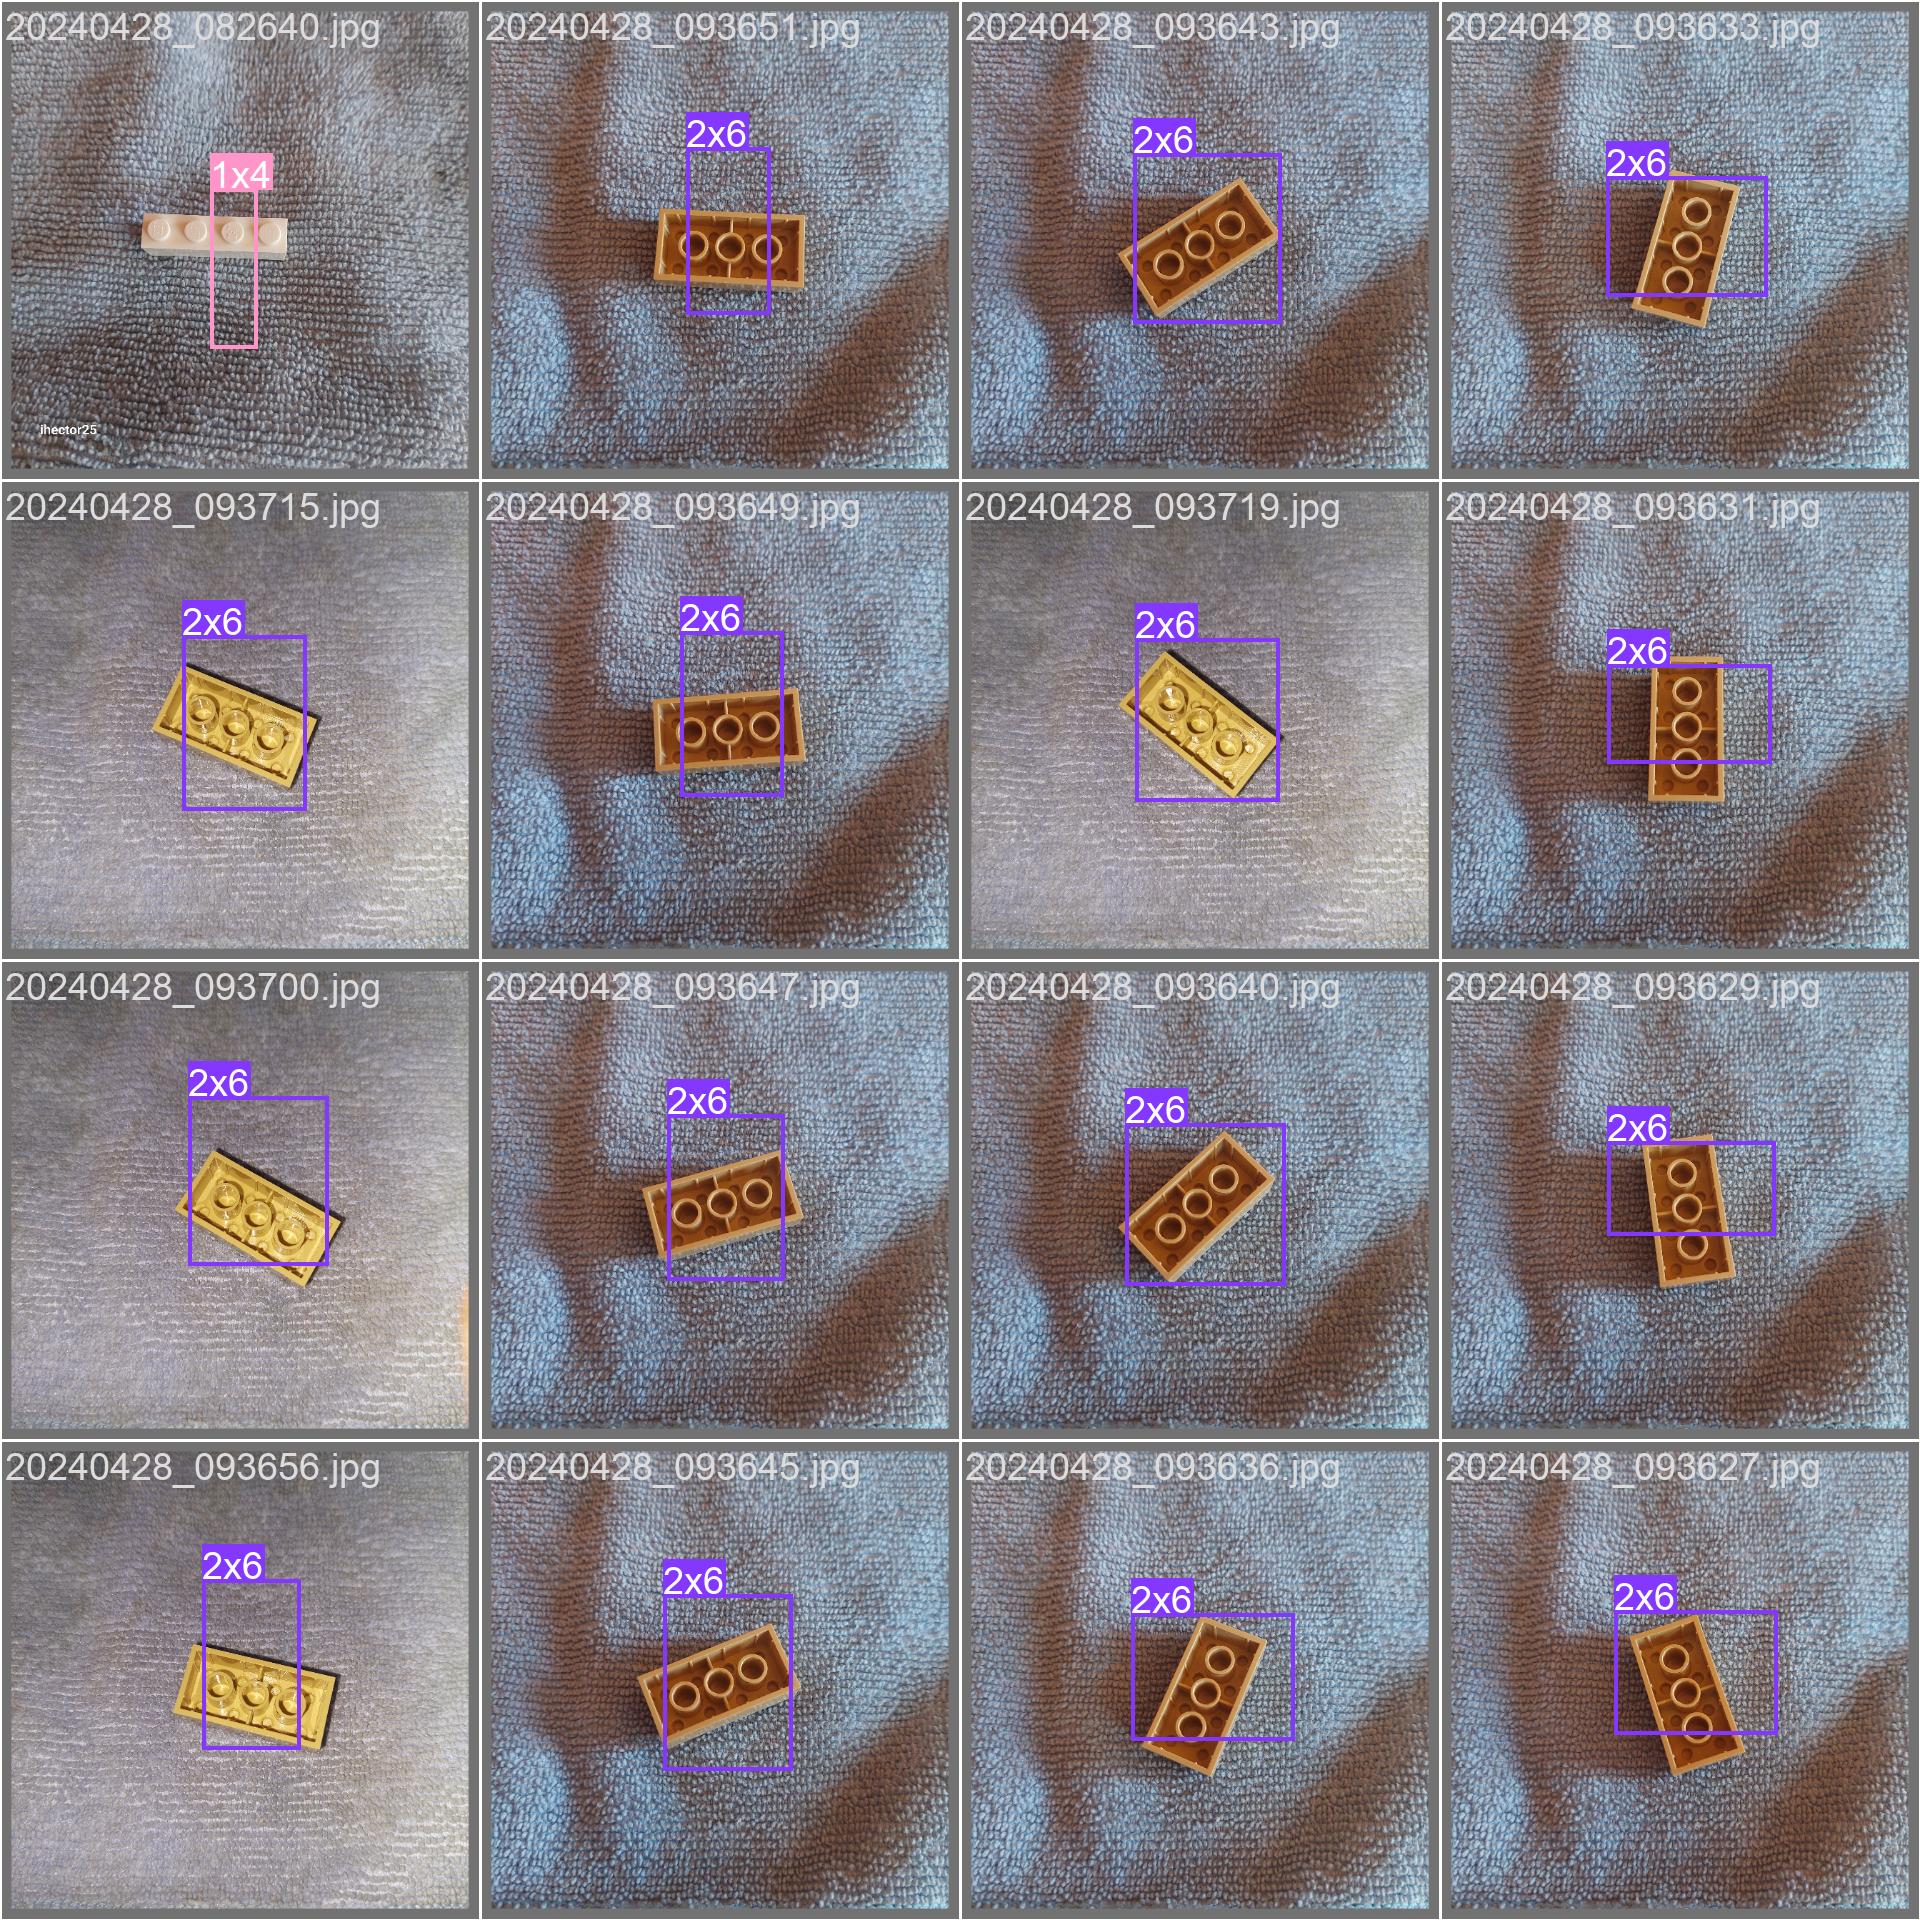 20240428_082640.jpg
20240428_093651.jpg
20240428_093643.jpg
20240428_093633.jpg
1x4
2x6
2x6
2x6
ihector25
20240428_093715.jpg
20240428_093649.jpg
20240428_093719.jpg
20240428_093631.jpg
2x6
2x6
2x6
2x6
20240428_093700.jpg
20240428_093647.jpg
20240428_093640.jpg
20240428_093629.jpg
2x6
2x6
2x6
2x6
20240428_093656.jpg
20240428_093645.jpg
20240428_093636.jpg
20240428_093627.jpg
2x6
2x6
2x6
2x6